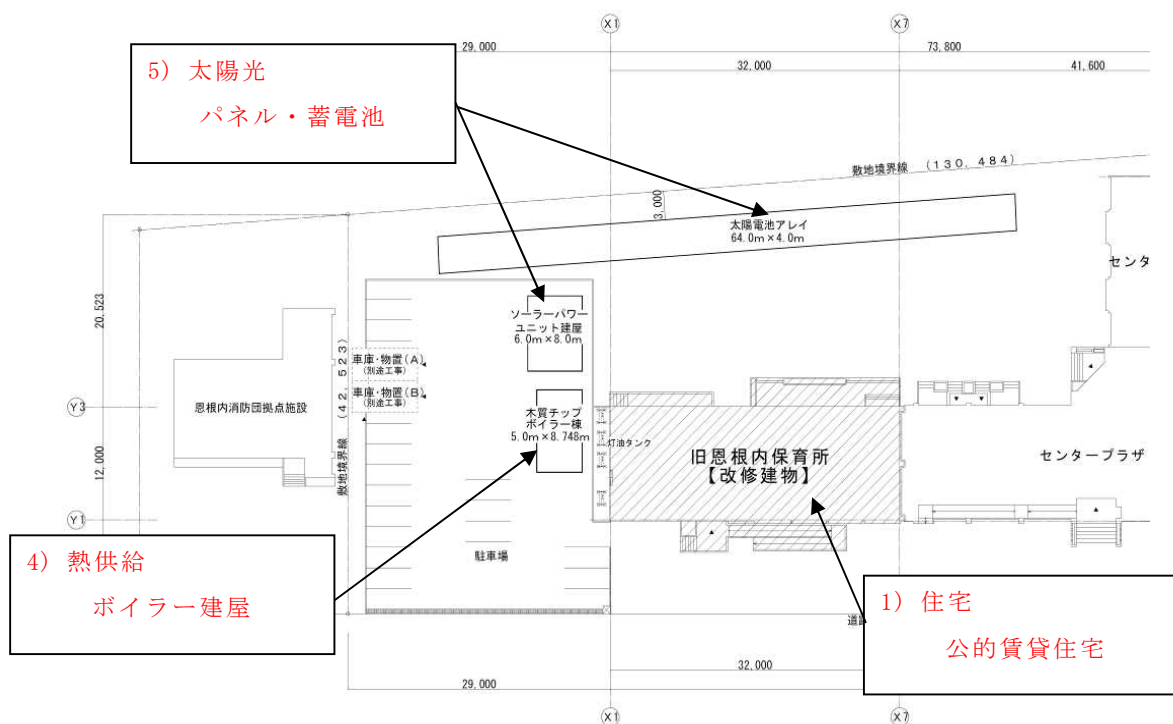 X1
X7
29,000
73,800
32,000
41,600
5) 太陽光
パネル・蓄電池
敷地境界線 (130,484)
3,000
太陽電池アレイ
64.0m×4.0m
センタ
20,523
ソーラーパワー
ユニット建屋
6.0m×8.0m
敷地境界線 (42,523)
車庫・物置(A)
(別途工事)
車庫・物置(B)
(別途工事)
恩根内消防団拠点施設
Y3
木質チップ
ボイラー棟
5.0m×8.748m
灯油タンク
旧恩根内保育所
【改修建物】
センタープラザ
12,000
Y1
駐車場
4) 熱供給
ボイラー建屋
1) 住宅
公的賃貸住宅
道
32,000
29,000
X1
X7